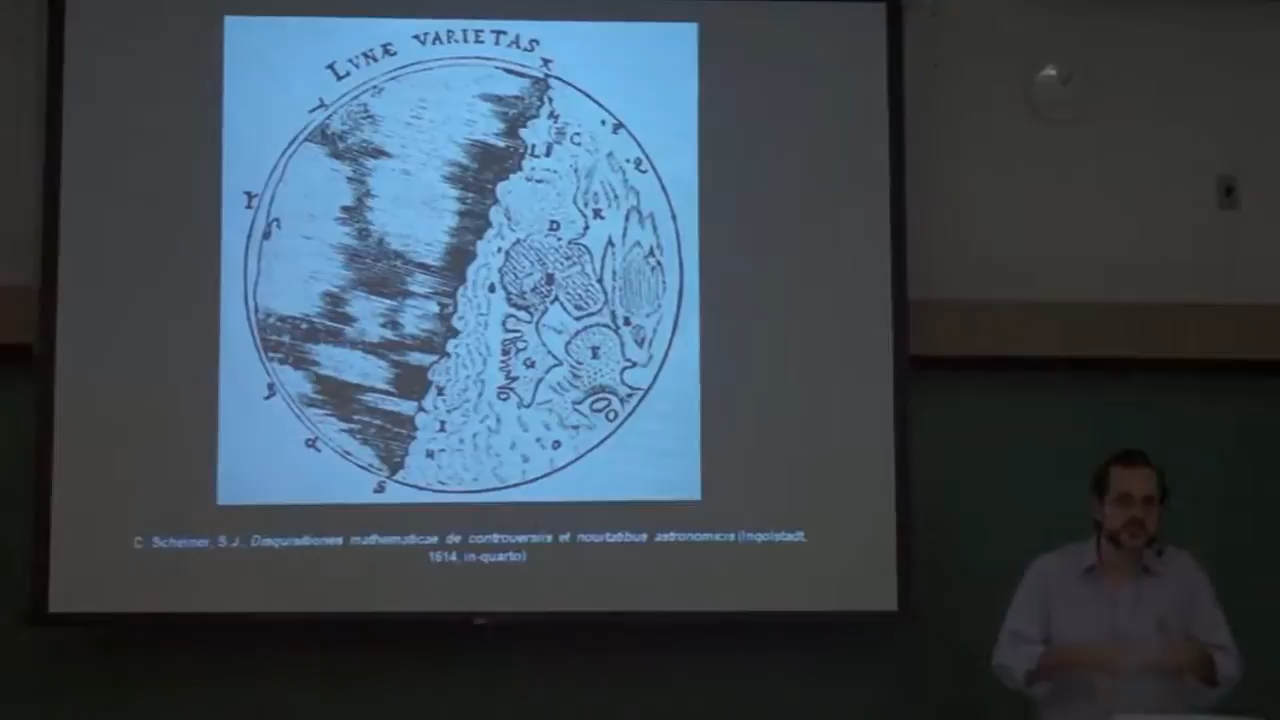 LVNÆ VARIETAS
X
Y
M
C
L
D
R
E
G
I
H
O
S
C. Scheiner, S.J., Disquisitiones mathematicae de controversiis et novitatibus astronomicis (Ingolstadt,
1614, in-quarto)